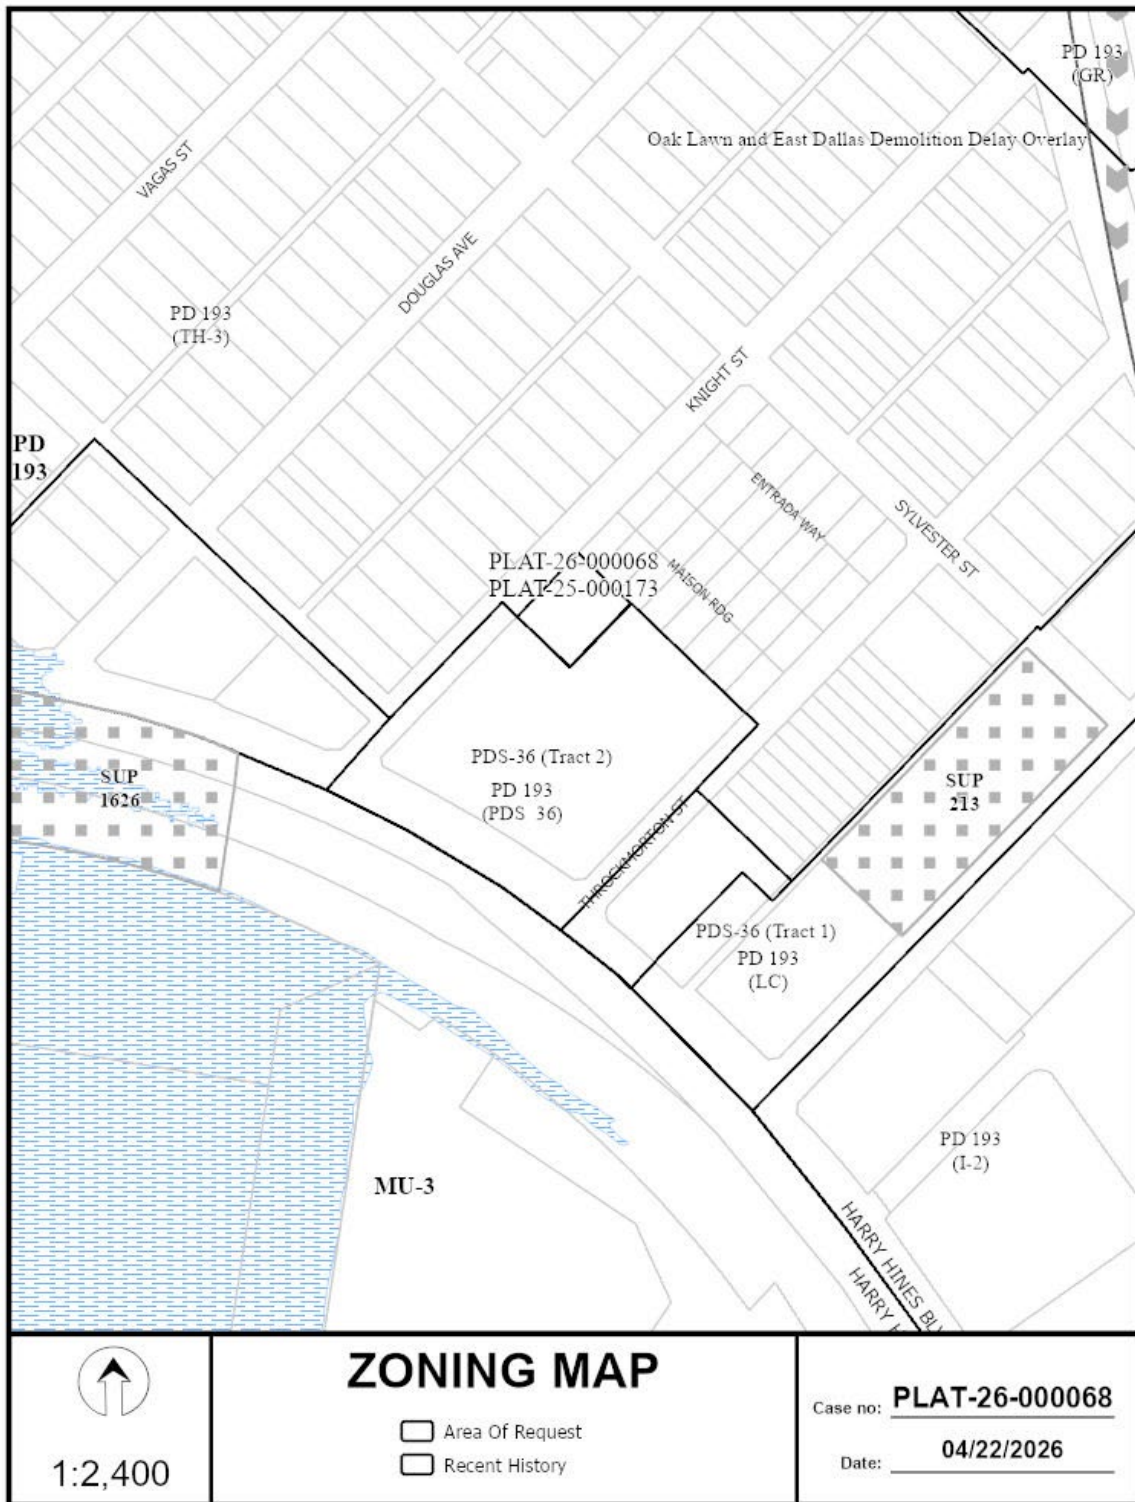 PD 193
(GR)
Oak Lawn and East Dallas Demolition Delay Overlay
VAGAS ST
DOUGLAS AVE
PD 193
(TH-3)
KNIGHT ST
PD
193
ENTRADA WAY
SYLVESTER ST
PLAT-26-000068
PLAT-25-000173
MAISON RDG
PDS-36 (Tract 2)
PD 193
(PDS 36)
SUP
1626
SUP
213
THROCKMORTON ST
PDS-36 (Tract 1)
PD 193
(LC)
PD 193
(I-2)
MU-3
HARRY HINES
HARRY
1:2,400
ZONING MAP
Area Of Request
Recent History
Case no: PLAT-26-000068
Date: 04/22/2026